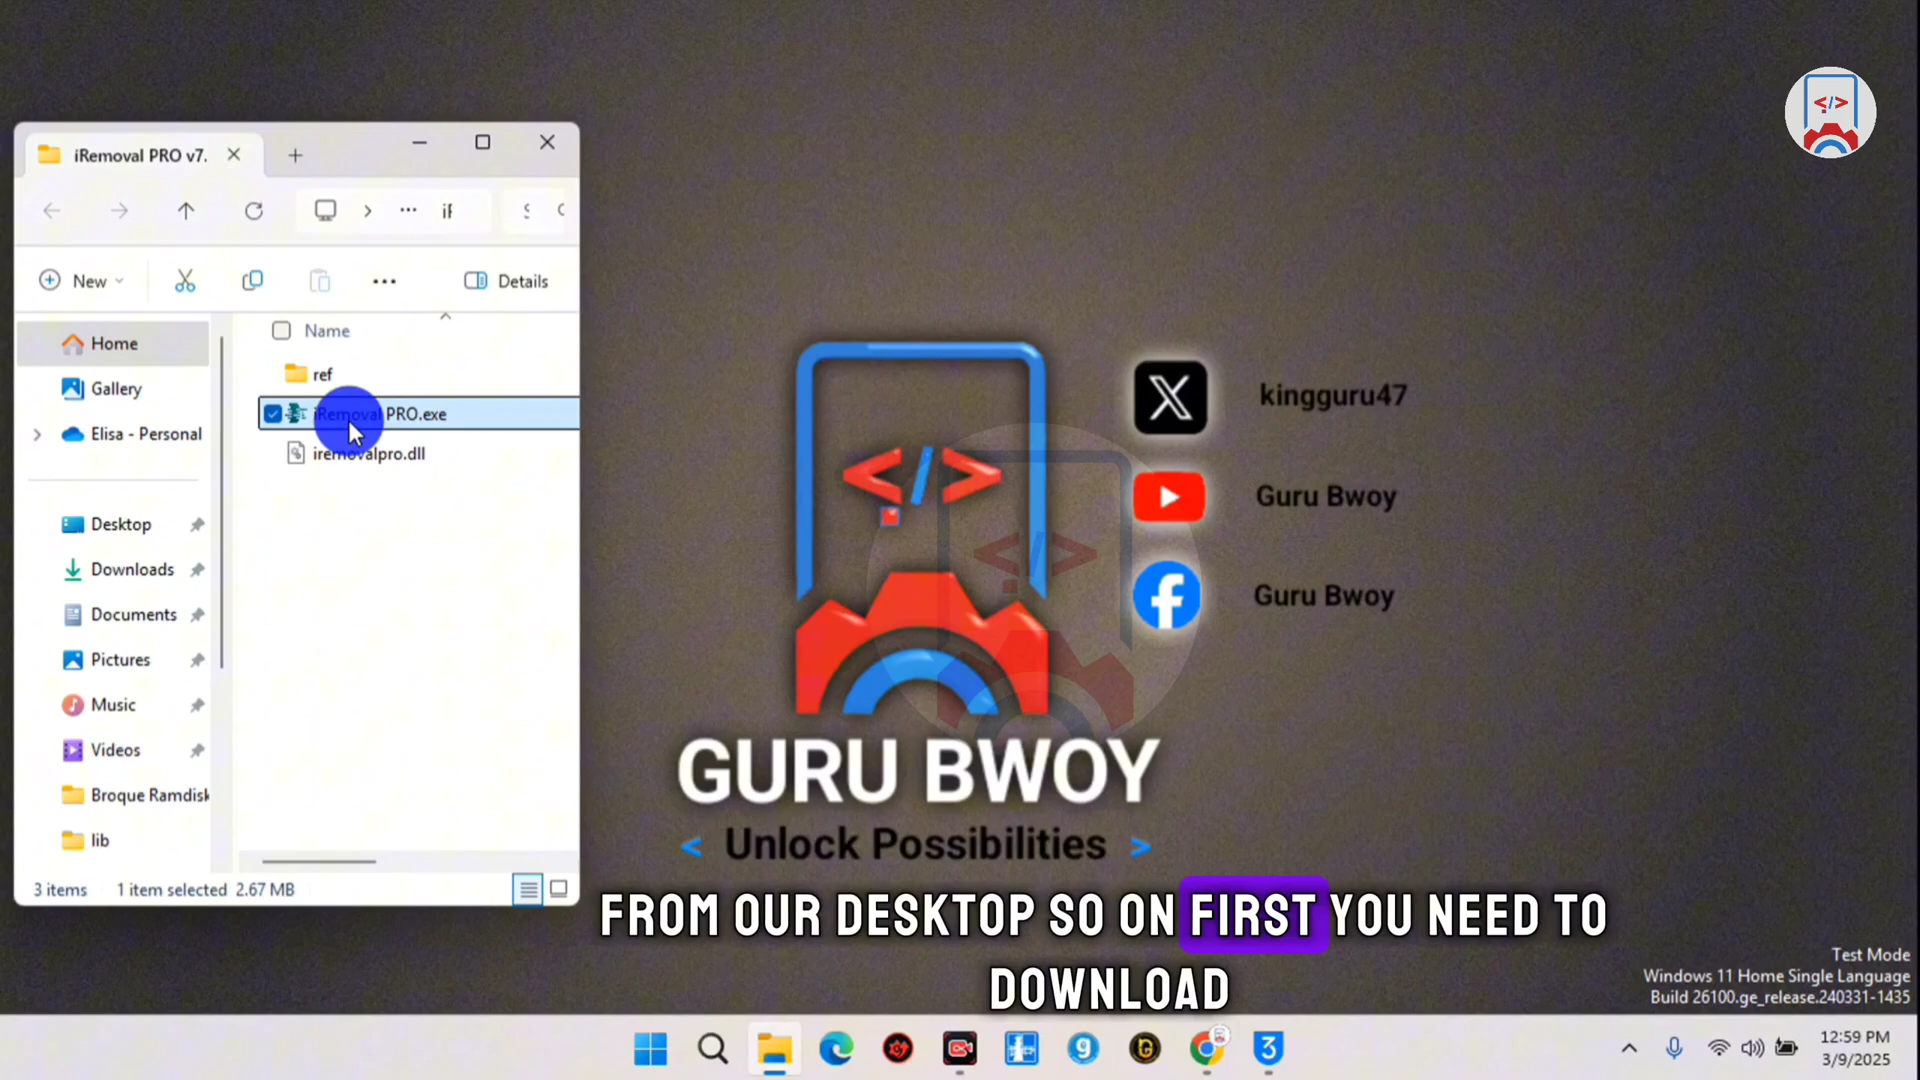 iRemoval PRO v7.
New
Details
Name
Home
Gallery
Elisa - Personal
ref
iRemoval PRO.exe
iremovalpro.dll
Desktop
Downloads
Documents
Pictures
Music
Videos
Broque Ramdisk
lib
3 items 1 item selected 2.67 MB
</>
kingguru47
Guru Bwoy
Guru Bwoy
GURU BWOY
< Unlock Possibilities >
FROM OUR DESKTOP SO ON FIRST YOU NEED TO
DOWNLOAD
Test Mode
Windows 11 Home Single Language
Build 26100.ge_release.240331-1435
12:59 PM
3/9/2025